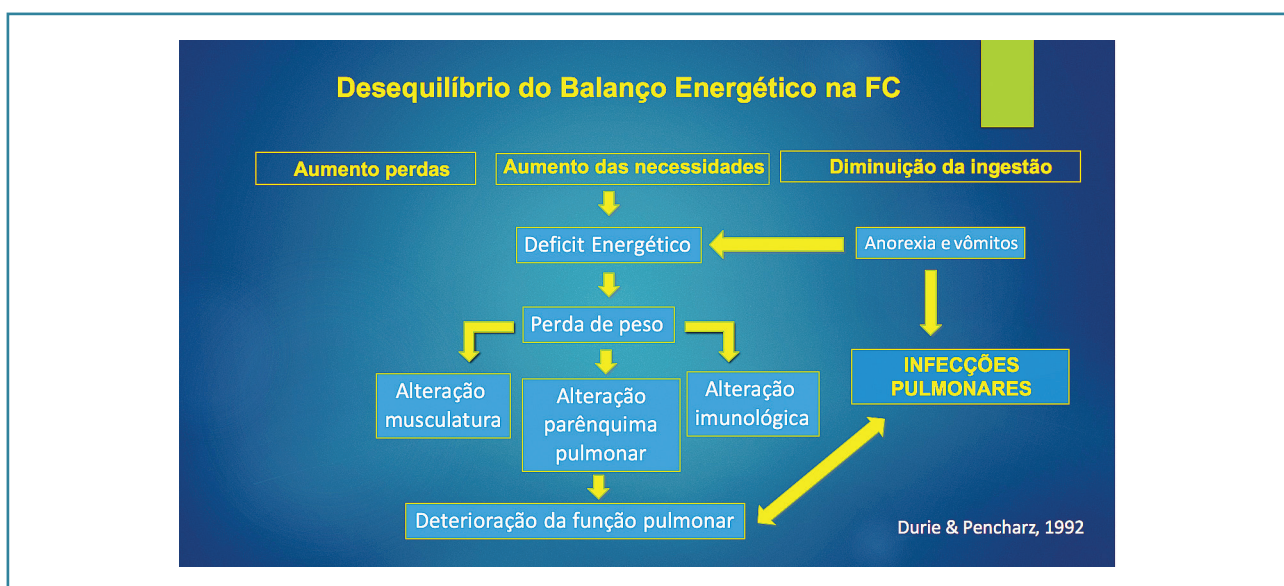 Desequilíbrio do Balanço Energético na FC
Aumento perdas
Aumento das necessidades
Diminuição da ingestão
Deficit Energético
Anorexia e vômitos
Perda de peso
INFECÇÕES
PULMONARES
Alteração
musculatura
Alteração
parênquima
pulmonar
Alteração
imunológica
Deterioração da função pulmonar
Durie & Pencharz, 1992